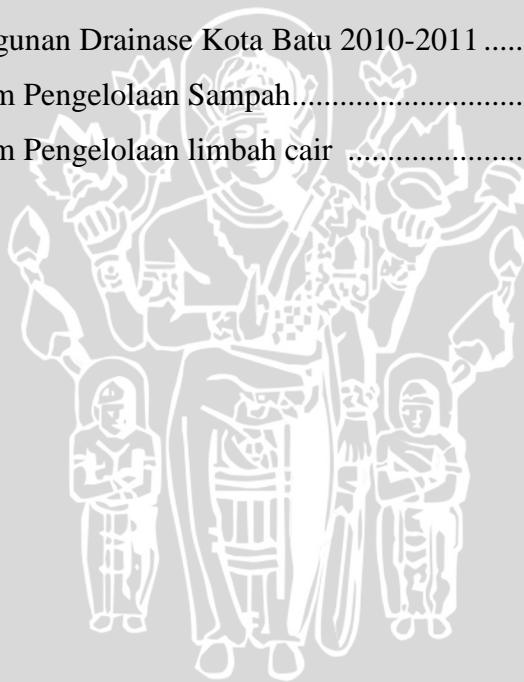 gunan Drainase Kota Batu 2010-2011 .....
m Pengelolaan Sampah........................
m Pengelolaan limbah cair ...................